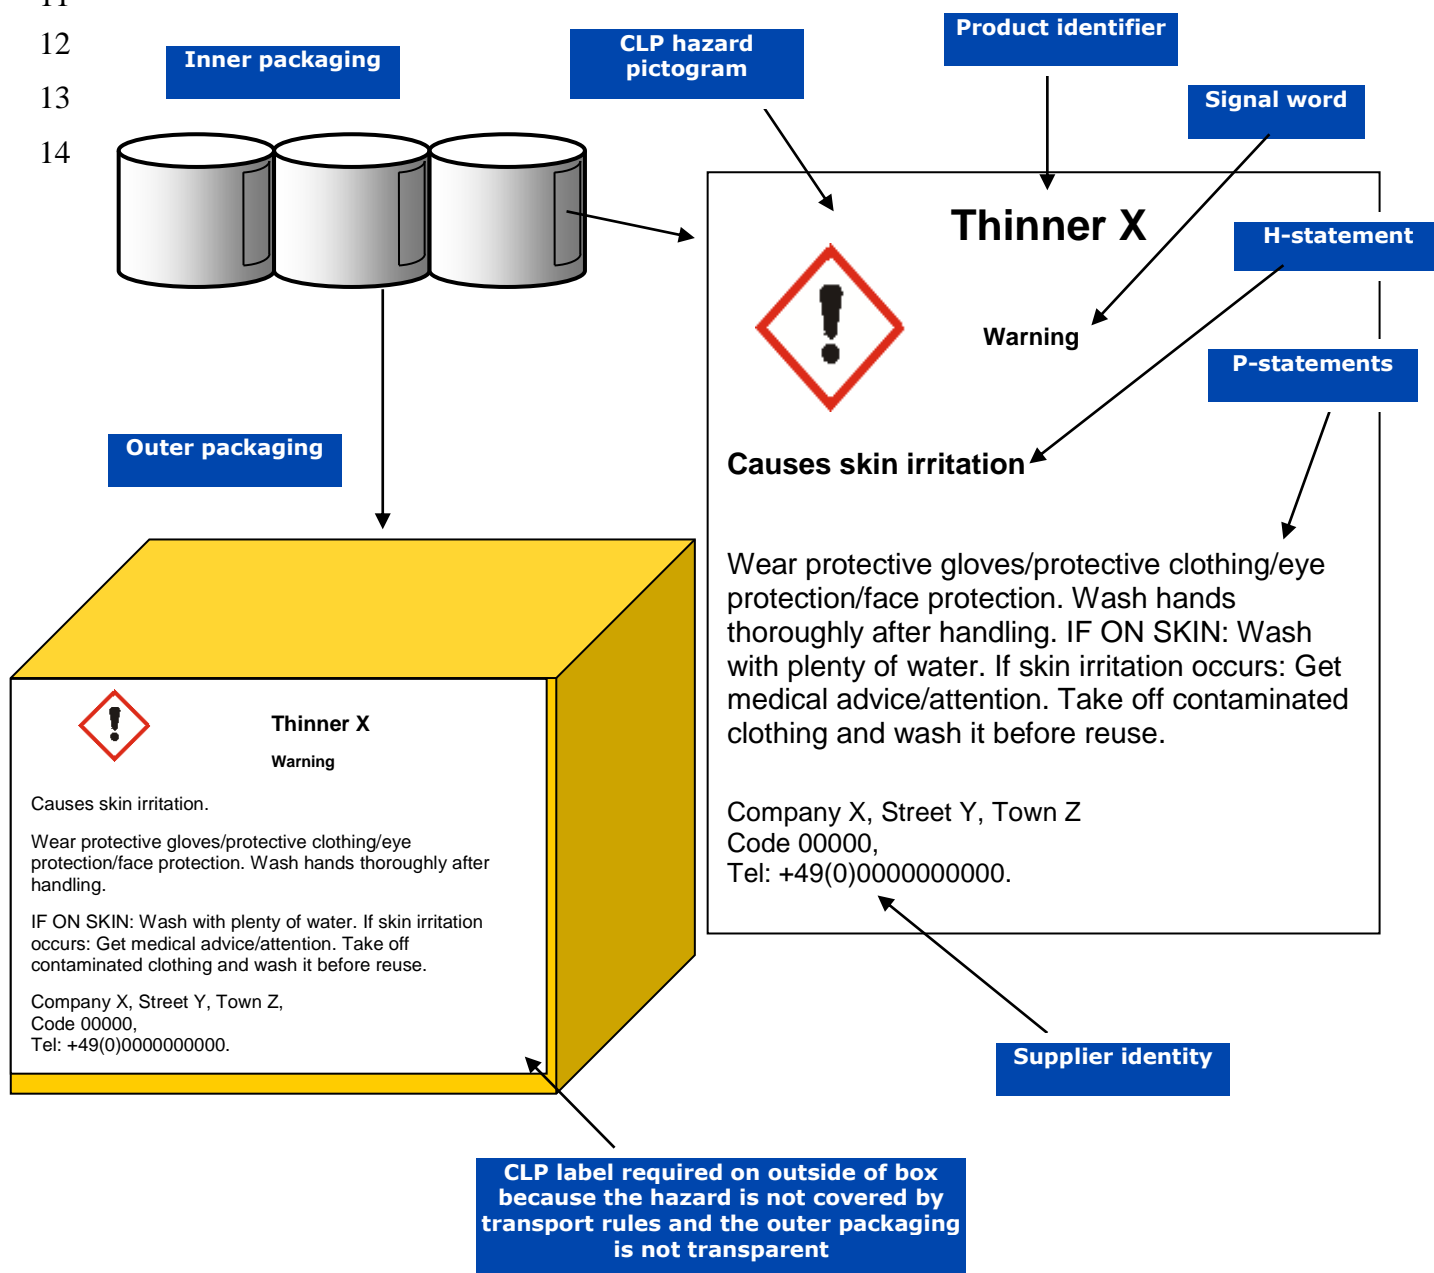 11
12
13
14
Inner packaging
CLP hazard
pictogram
Product identifier
Signal word
Thinner X
H-statement
Warning
P-statements
Outer packaging
Causes skin irritation
Wear protective gloves/protective clothing/eye
protection/face protection. Wash hands
thoroughly after handling. IF ON SKIN: Wash
with plenty of water. If skin irritation occurs: Get
medical advice/attention. Take off contaminated
clothing and wash it before reuse.
Company X, Street Y, Town Z
Code 00000,
Tel: +49(0)0000000000.
Thinner X
Warning
Causes skin irritation.
Wear protective gloves/protective clothing/eye
protection/face protection. Wash hands thoroughly after
handling.
IF ON SKIN: Wash with plenty of water. If skin irritation
occurs: Get medical advice/attention. Take off
contaminated clothing and wash it before reuse.
Company X, Street Y, Town Z,
Code 00000,
Tel: +49(0)0000000000.
Supplier identity
CLP label required on outside of box
because the hazard is not covered by
transport rules and the outer packaging
is not transparent